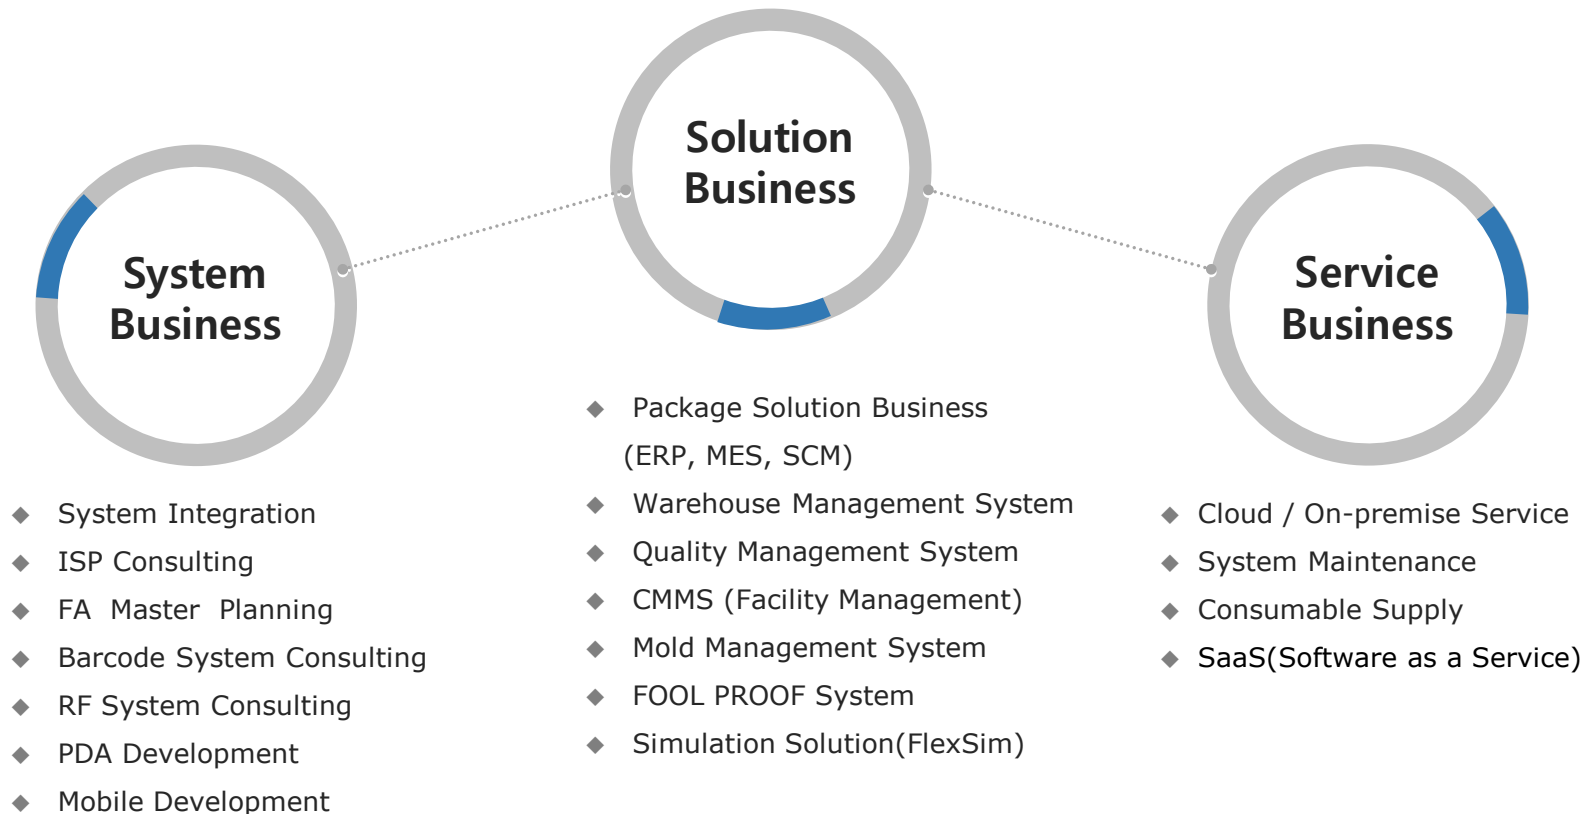 System
Business
◆ System Integration
◆ ISP Consulting
◆ FA Master Planning
◆ Barcode System Consulting
◆ RF System Consulting
◆ PDA Development
◆ Mobile Development
Solution
Business
◆ Package Solution Business
(ERP, MES, SCM)
◆ Warehouse Management System
◆ Quality Management System
◆ CMMS (Facility Management)
◆ Mold Management System
◆ FOOL PROOF System
◆ Simulation Solution(FlexSim)
Service
Business
◆ Cloud / On-premise Service
◆ System Maintenance
◆ Consumable Supply
◆ SaaS(Software as a Service)